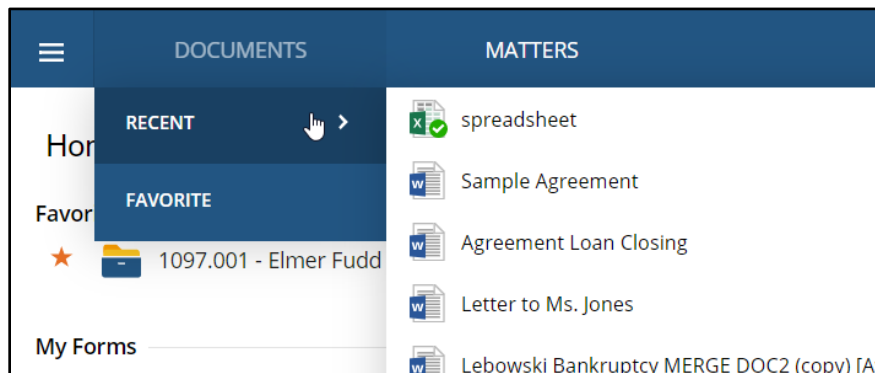 DOCUMENTS
MATTERS
RECENT
FAVORITE
spreadsheet
Sample Agreement
Agreement Loan Closing
Letter to Ms. Jones
Lebowski Bankruptcy MERGE DOC2 (copy) [A
Hor
Favor
1097.001 - Elmer Fudd
My Forms